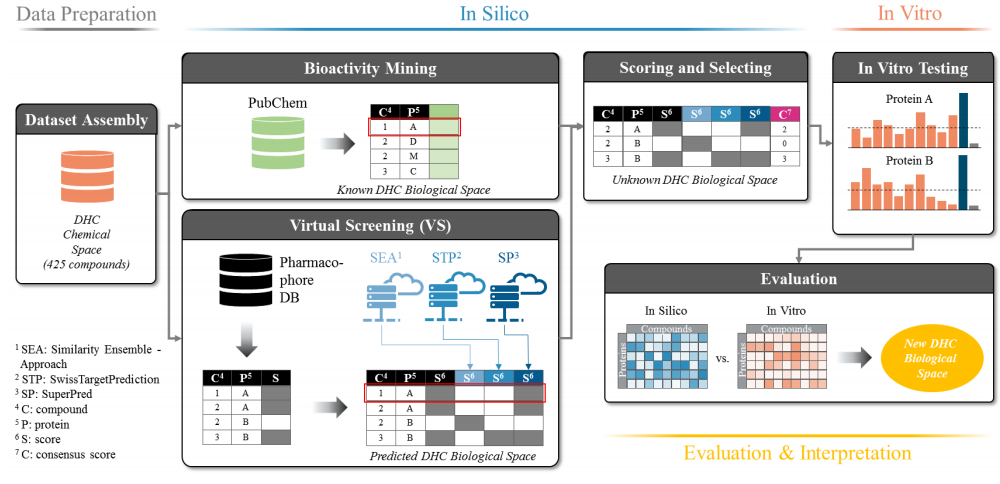 Data Preparation
In Silico
In Vitro
Dataset Assembly
DHC
Chemical
Space
(425 compounds)
Bioactivity Mining
PubChem
C⁴ P⁵
1 A
2 D
2 M
3 C
Known DHC Biological Space
Virtual Screening (VS)
Pharmaco-
phore
DB
SEA¹ STP² SP³
C⁴ P⁵ S
1 A
2 A
2 B
3 B
C⁴ P⁵ S⁶ S⁶ S⁶ S⁶
1 A
2 A
2 B
3 B
Predicted DHC Biological Space
Scoring and Selecting
C⁴ P⁵ S⁶ S⁶ S⁶ S⁶ C⁷
2 A 2
2 B 0
3 B 3
Unknown DHC Biological Space
In Vitro Testing
Protein A
Protein B
Evaluation
In Silico
Compounds
Proteins
vs.
In Vitro
Compounds
Proteins
New DHC
Biological
Space
Evaluation & Interpretation
¹ SEA: Similarity Ensemble -
Approach
² STP: SwissTargetPrediction
³ SP: SuperPred
⁴ C: compound
⁵ P: protein
⁶ S: score
⁷ C: consensus score